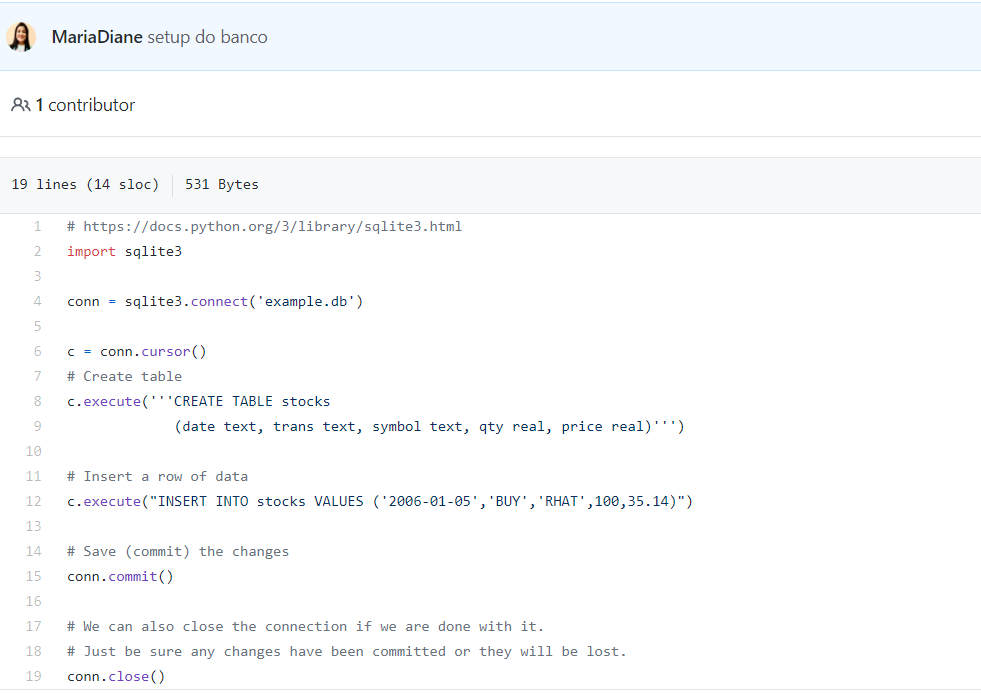 MariaDiane setup do banco
1 contributor
19 lines (14 sloc) 531 Bytes
1 # https://docs.python.org/3/library/sqlite3.html
2 import sqlite3
3
4 conn = sqlite3.connect('example.db')
5
6 c = conn.cursor()
7 # Create table
8 c.execute('''CREATE TABLE stocks
9              (date text, trans text, symbol text, qty real, price real)''')
10
11 # Insert a row of data
12 c.execute("INSERT INTO stocks VALUES ('2006-01-05','BUY','RHAT',100,35.14)")
13
14 # Save (commit) the changes
15 conn.commit()
16
17 # We can also close the connection if we are done with it.
18 # Just be sure any changes have been committed or they will be lost.
19 conn.close()